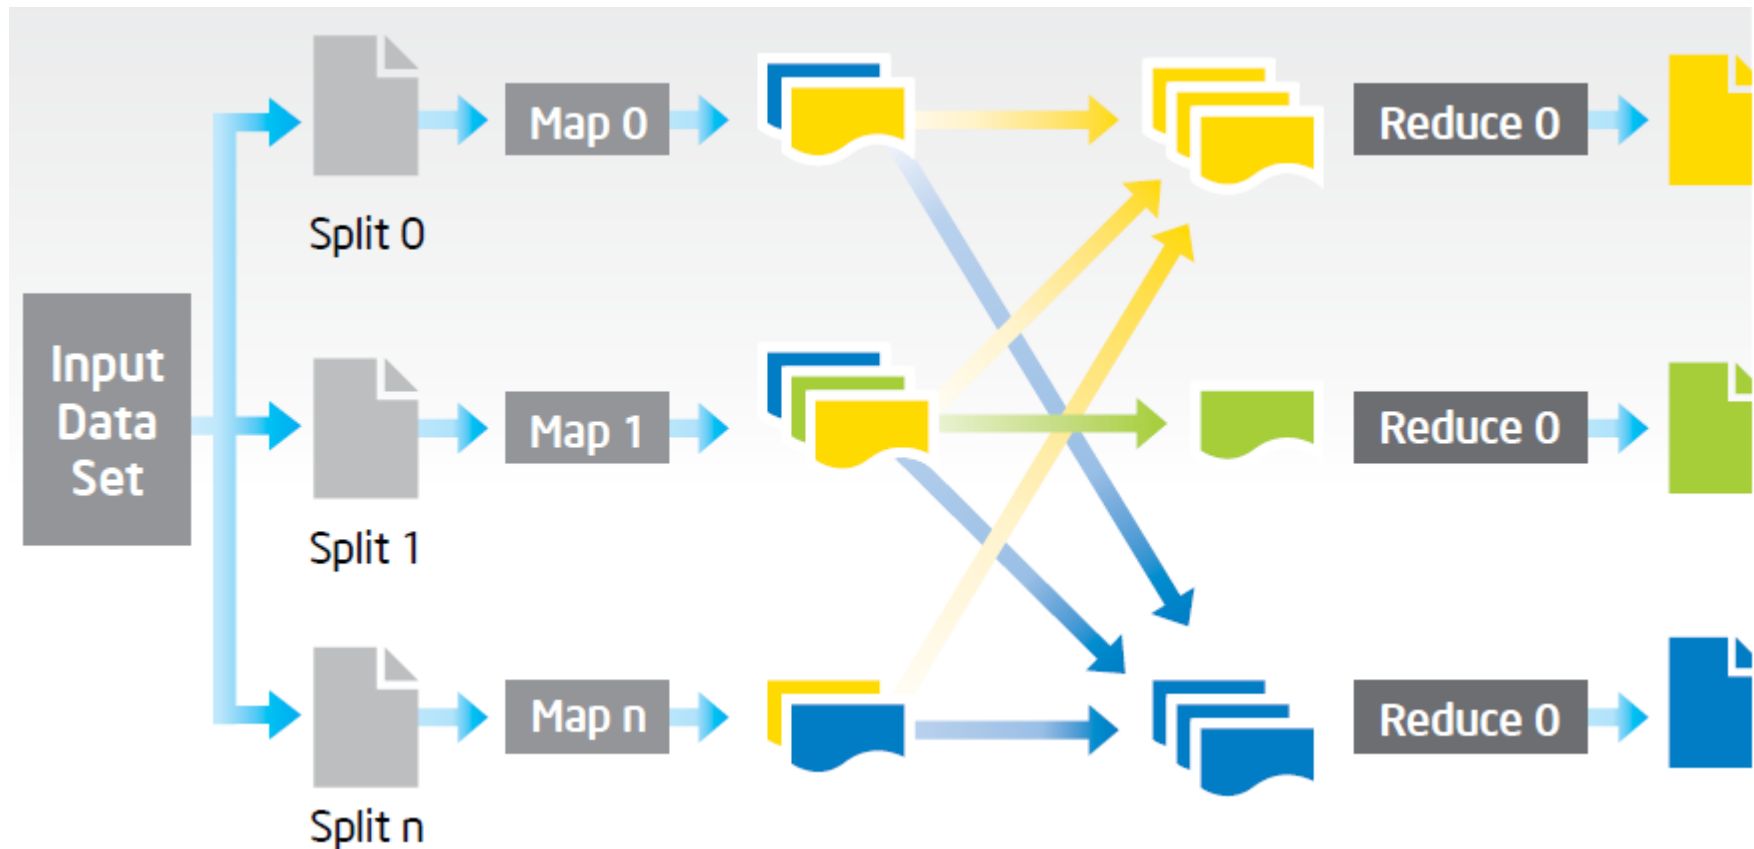 Split 0
Map 0
Reduce 0
Input
Data
Set
Split 1
Map 1
Reduce 0
Split n
Map n
Reduce 0